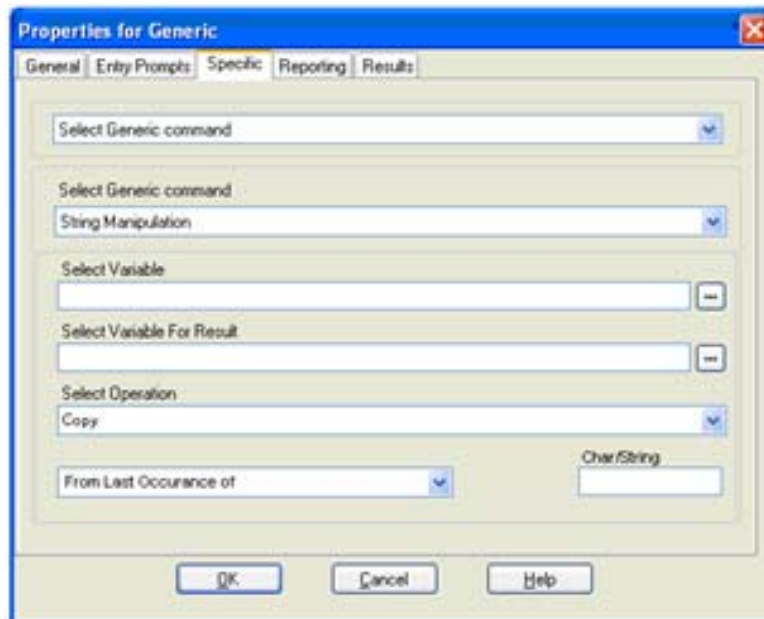 Properties for Generic
General Entry Prompts Specific Reporting Results
Select Generic command
Select Generic command
String Manipulation
Select Variable
...
Select Variable For Result
...
Select Operation
Copy
Char/String
From Last Occurance of
OK Cancel Help